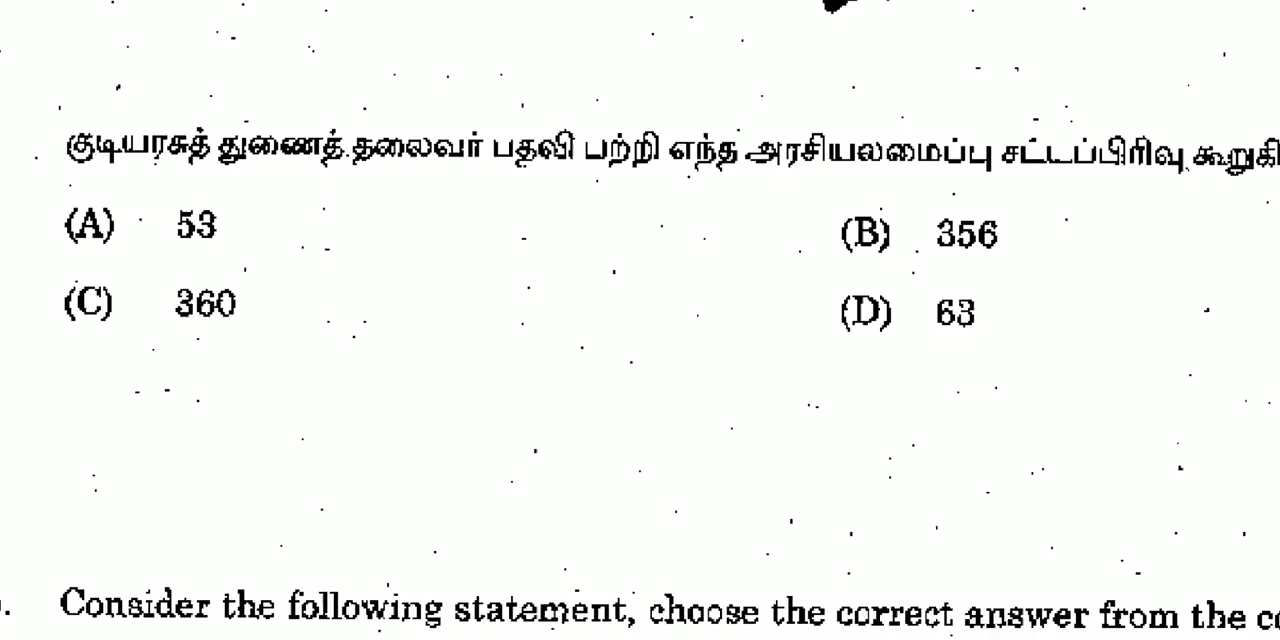 குடியரசுத் துணைத் தலைவர் பதவி பற்றி எந்த அரசியலமைப்பு சட்டப்பிரிவு கூறுகி
(A) 53
(B) 356
(C) 360
(D) 63
Consider the following statement, choose the correct answer from the